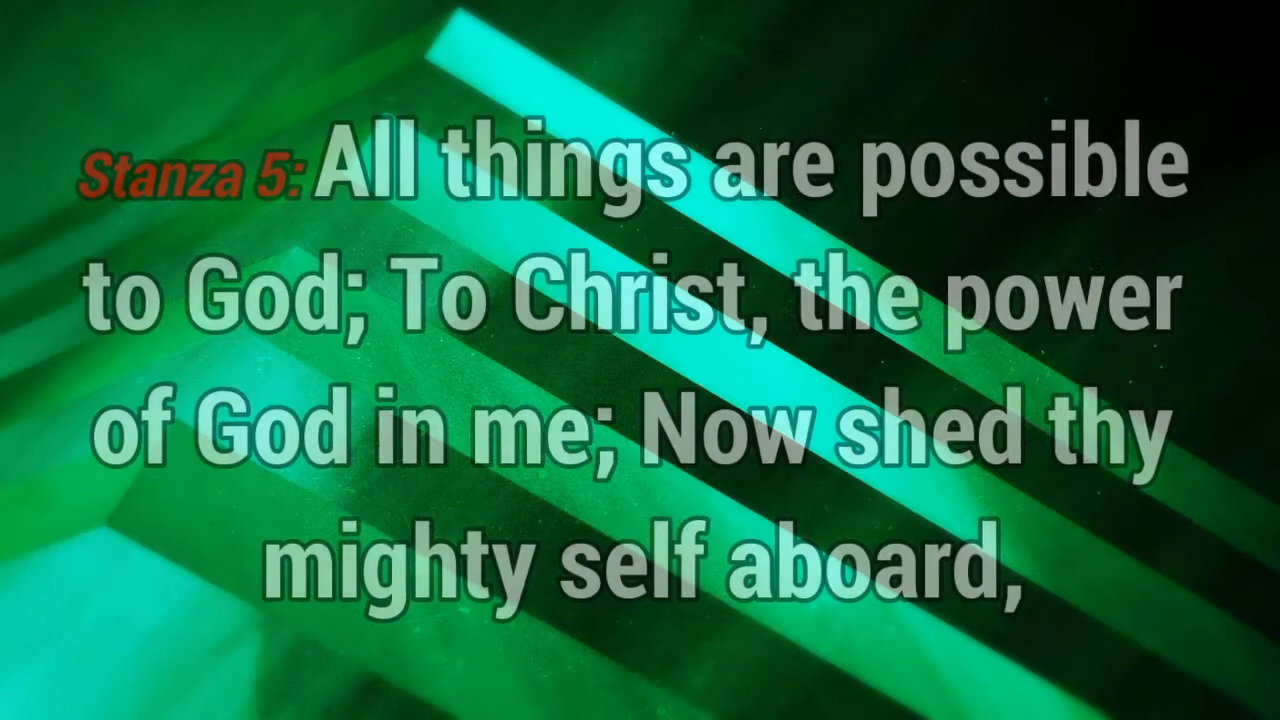 Stanza 5: All things are possible
to God; To Christ, the power
of God in me; Now shed thy
mighty self aboard,